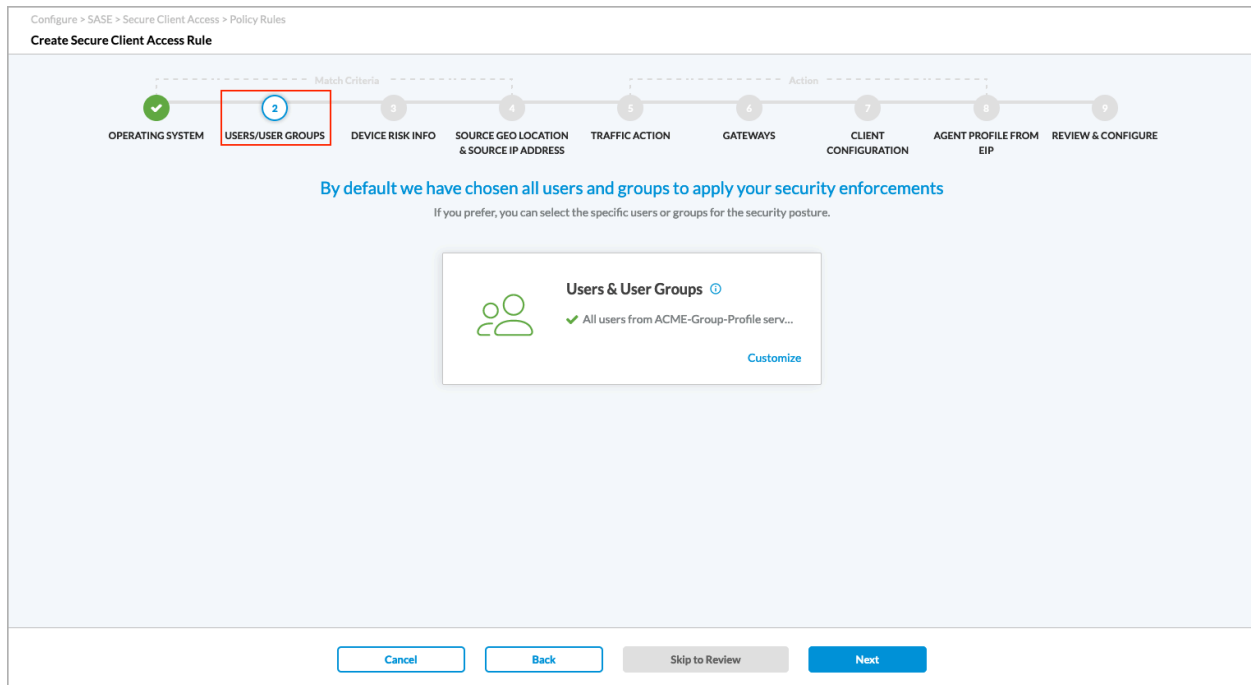 Configure > SASE > Secure Client Access > Policy Rules
Create Secure Client Access Rule
Match Criteria
Action
2
3
4
5
6
7
8
9
OPERATING SYSTEM
USERS/USER GROUPS
DEVICE RISK INFO
SOURCE GEO LOCATION
& SOURCE IP ADDRESS
TRAFFIC ACTION
GATEWAYS
CLIENT
CONFIGURATION
AGENT PROFILE FROM
EIP
REVIEW & CONFIGURE
By default we have chosen all users and groups to apply your security enforcements
If you prefer, you can select the specific users or groups for the security posture.
Users & User Groups
All users from ACME-Group-Profile serv...
Customize
Cancel
Back
Skip to Review
Next